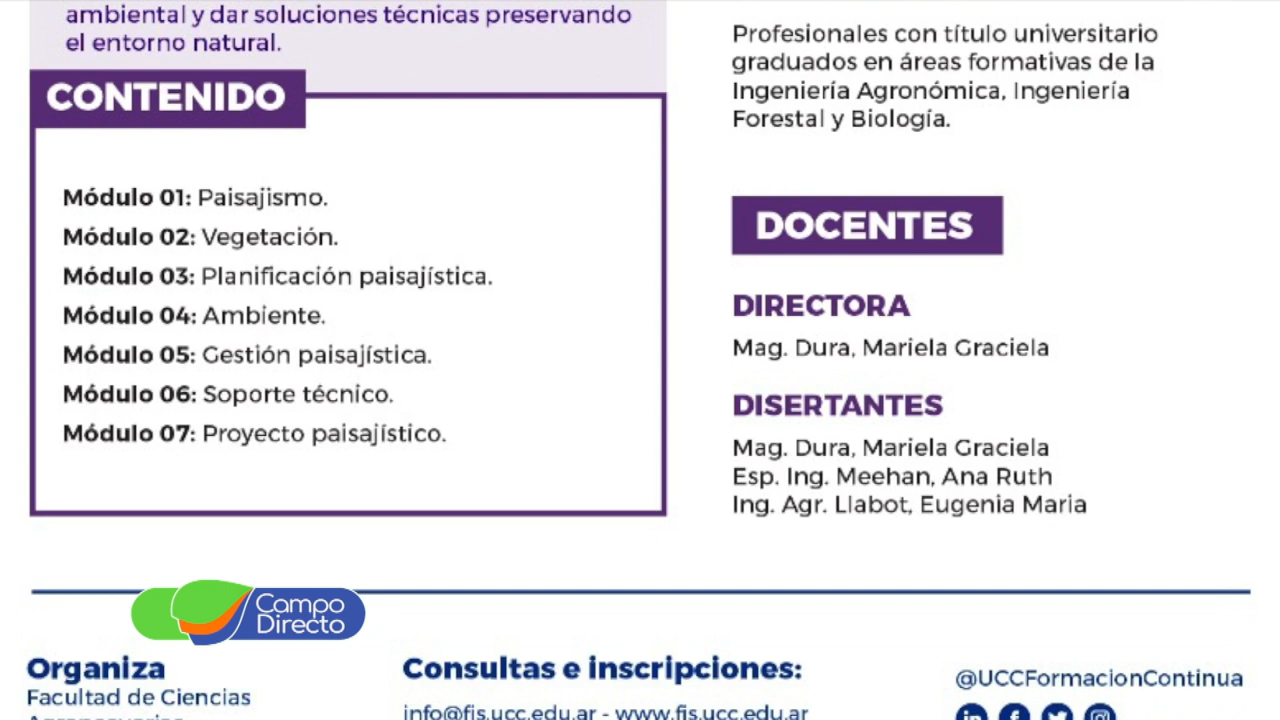 ambiental y dar soluciones técnicas preservando
el entorno natural.
CONTENIDO
Módulo 01: Paisajismo.
Módulo 02: Vegetación.
Módulo 03: Planificación paisajística.
Módulo 04: Ambiente.
Módulo 05: Gestión paisajística.
Módulo 06: Soporte técnico.
Módulo 07: Proyecto paisajístico.
Profesionales con título universitario
graduados en áreas formativas de la
Ingeniería Agronómica, Ingeniería
Forestal y Biología.
DOCENTES
DIRECTORA
Mag. Dura, Mariela Graciela
DISERTANTES
Mag. Dura, Mariela Graciela
Esp. Ing. Meehan, Ana Ruth
Ing. Agr. Llabot, Eugenia Maria
Campo
Directo
Organiza
Facultad de Ciencias
Agropecuarias
Consultas e inscripciones:
info@fis.ucc.edu.ar - www.fis.ucc.edu.ar
@UCCFormacionContinua